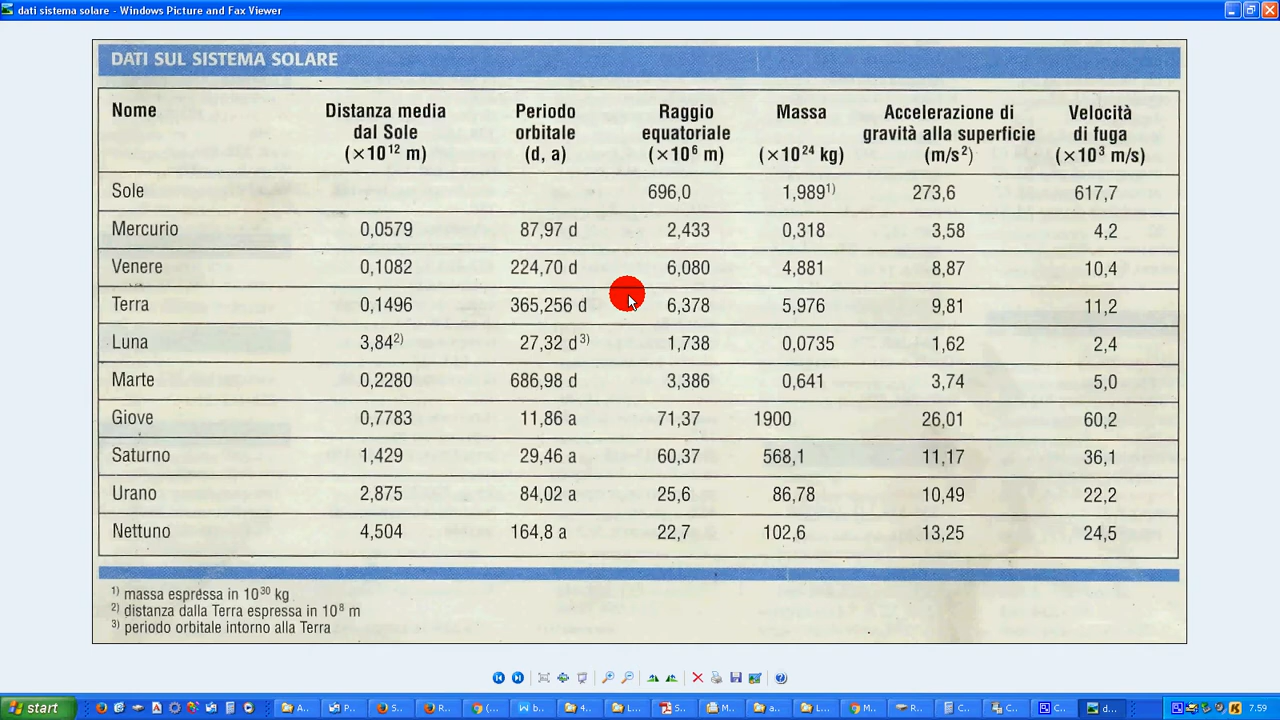 dati sistema solare - Windows Picture and Fax Viewer
DATI SUL SISTEMA SOLARE
Nome Distanza media dal Sole (×10¹² m) Periodo orbitale (d, a) Raggio equatoriale (×10⁶ m) Massa (×10²⁴ kg) Accelerazione di gravità alla superficie (m/s²) Velocità di fuga (×10³ m/s)
Sole 696,0 1,989¹⁾ 273,6 617,7
Mercurio 0,0579 87,97 d 2,433 0,318 3,58 4,2
Venere 0,1082 224,70 d 6,080 4,881 8,87 10,4
Terra 0,1496 365,256 d 6,378 5,976 9,81 11,2
Luna 3,84²⁾ 27,32 d³⁾ 1,738 0,0735 1,62 2,4
Marte 0,2280 686,98 d 3,386 0,641 3,74 5,0
Giove 0,7783 11,86 a 71,37 1900 26,01 60,2
Saturno 1,429 29,46 a 60,37 568,1 11,17 36,1
Urano 2,875 84,02 a 25,6 86,78 10,49 22,2
Nettuno 4,504 164,8 a 22,7 102,6 13,25 24,5
¹⁾ massa espressa in 10³⁰ kg
²⁾ distanza dalla Terra espressa in 10⁸ m
³⁾ periodo orbitale intorno alla Terra
start A... P... S... R... (... b... 4... L... S... M... a... L... M... R... C... C... C... d... 7.59